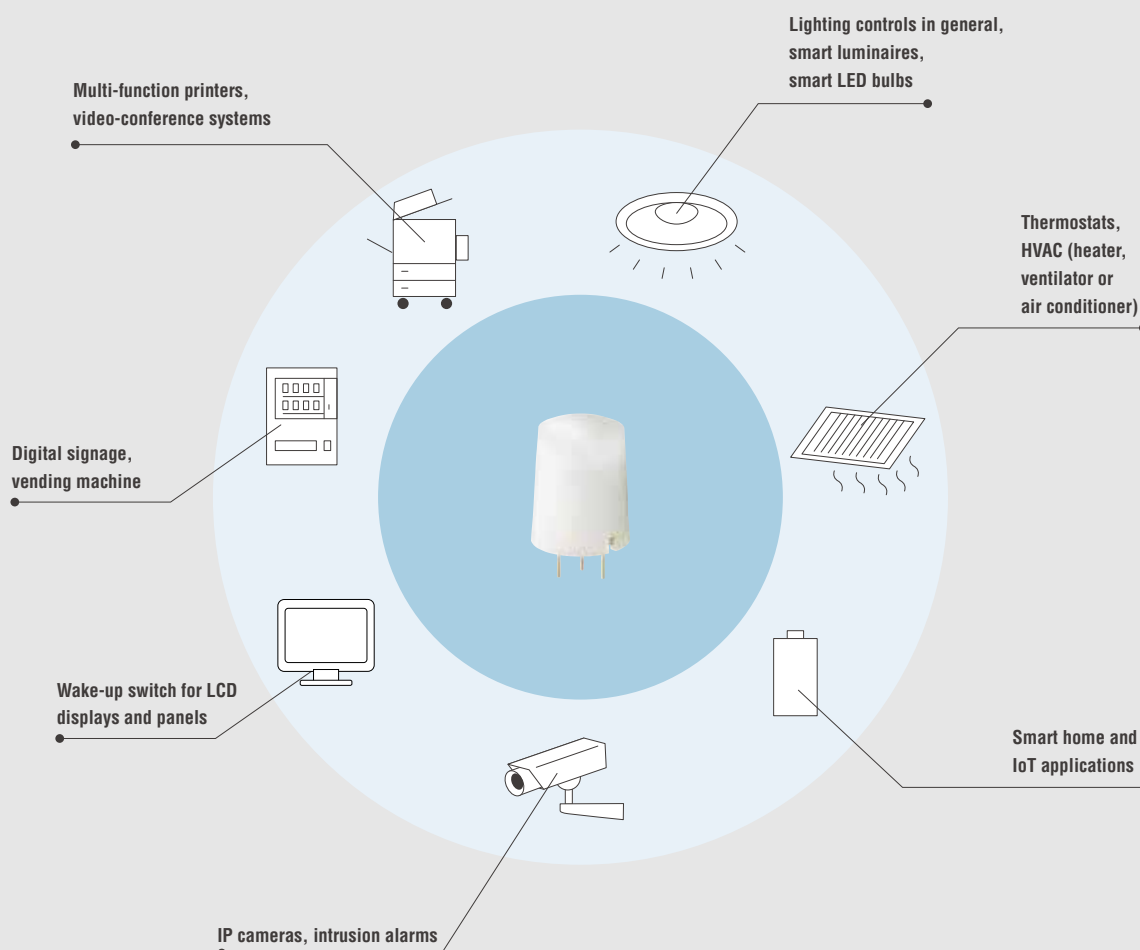 Lighting controls in general,
smart luminaires,
smart LED bulbs
Multi-function printers,
video-conference systems
Thermostats,
HVAC (heater,
ventilator or
air conditioner)
Digital signage,
vending machine
Wake-up switch for LCD
displays and panels
Smart home and
IoT applications
IP cameras, intrusion alarms